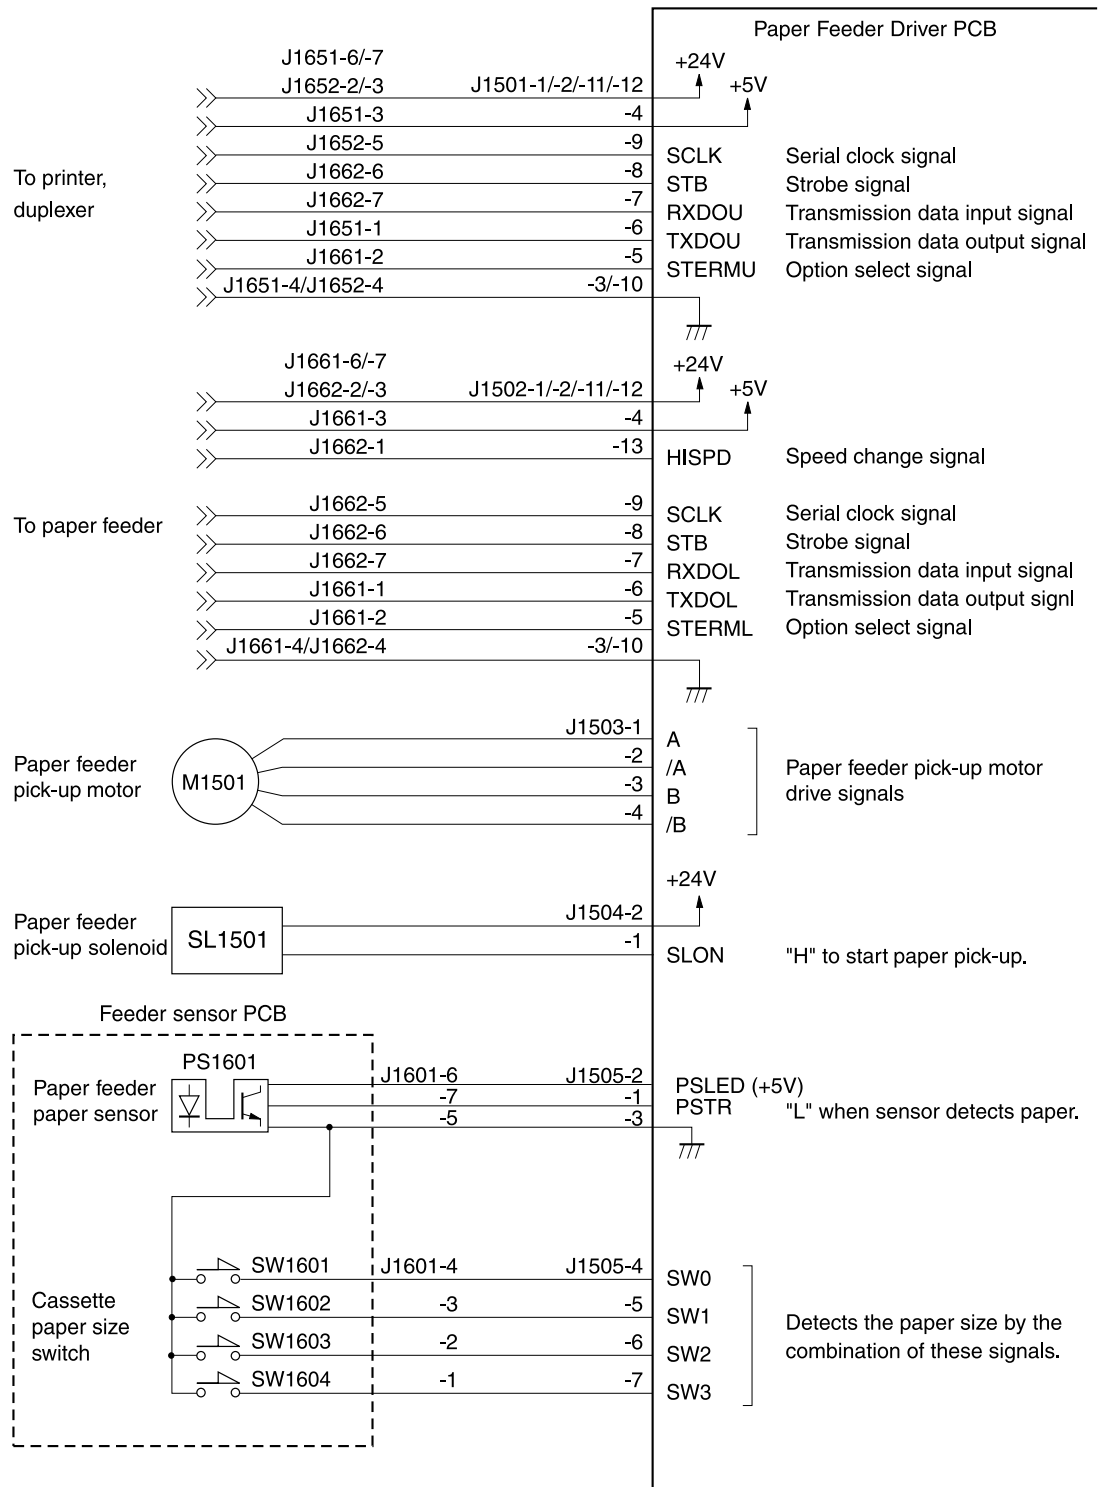 Paper Feeder Driver PCB
J1651-6/-7
+24V
J1652-2/-3 J1501-1/-2/-11/-12
+5V
J1651-3 -4
J1652-5 -9
SCLK Serial clock signal
J1662-6 -8
STB Strobe signal
To printer,
duplexer
J1662-7 -7
RXDOU Transmission data input signal
J1651-1 -6
TXDOU Transmission data output signal
J1661-2 -5
STERMU Option select signal
J1651-4/J1652-4 -3/-10
J1661-6/-7
+24V
J1662-2/-3 J1502-1/-2/-11/-12
+5V
J1661-3 -4
J1662-1 -13
HISPD Speed change signal
To paper feeder
J1662-5 -9
SCLK Serial clock signal
J1662-6 -8
STB Strobe signal
J1662-7 -7
RXDOL Transmission data input signal
J1661-1 -6
TXDOL Transmission data output signl
J1661-2 -5
STERML Option select signal
J1661-4/J1662-4 -3/-10
Paper feeder
pick-up motor
M1501
J1503-1
A
-2
/A
-3
B
-4
/B
Paper feeder pick-up motor
drive signals
+24V
Paper feeder
pick-up solenoid
SL1501
J1504-2
-1
SLON "H" to start paper pick-up.
Feeder sensor PCB
PS1601
Paper feeder
paper sensor
J1601-6 J1505-2
PSLED (+5V)
-7 -1
PSTR "L" when sensor detects paper.
-5 -3
Cassette
paper size
switch
SW1601 J1601-4 J1505-4
SW0
SW1602 -3 -5
SW1
SW1603 -2 -6
SW2
SW1604 -1 -7
SW3
Detects the paper size by the
combination of these signals.